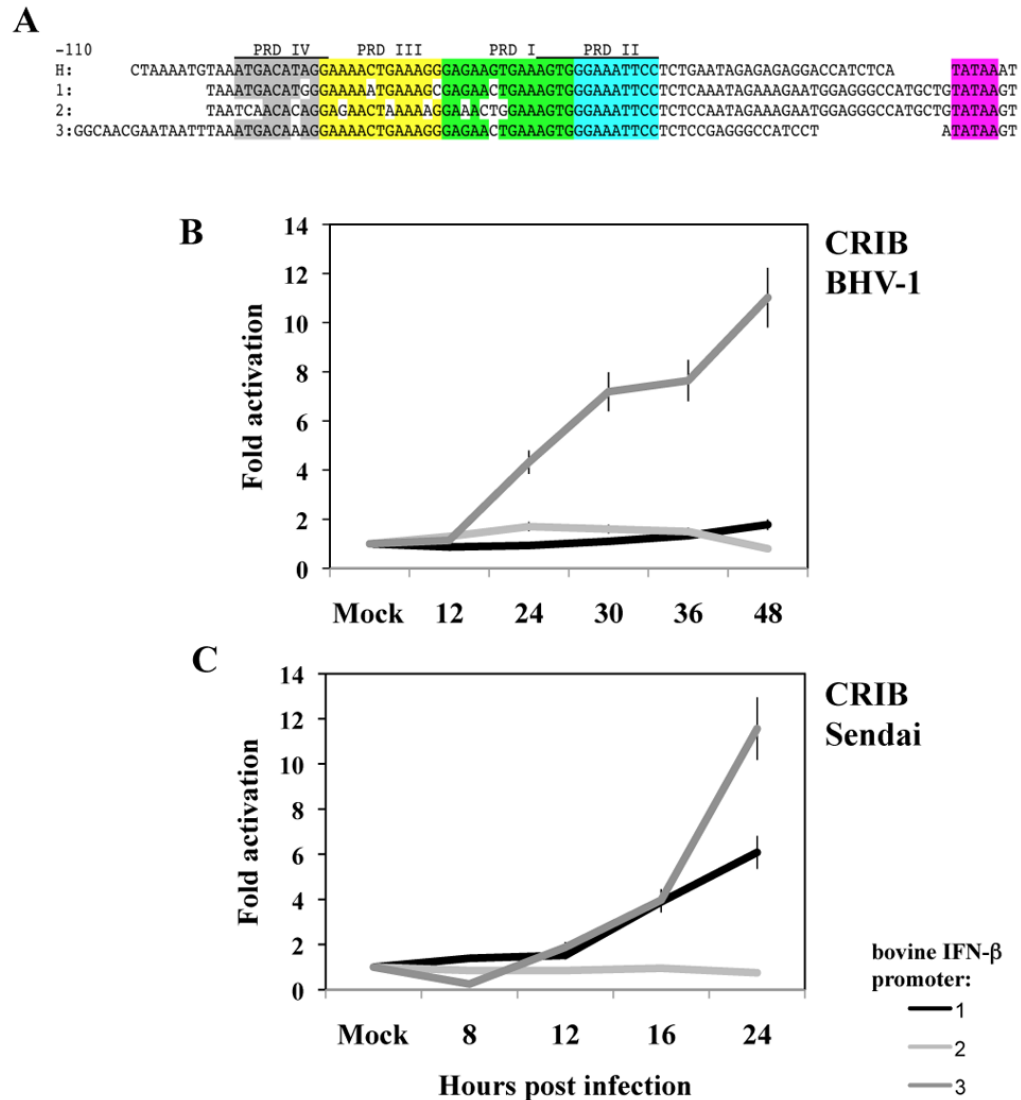 A
-110 PRD IV PRD III PRD I PRD II
H: CTAAAATGTAAATGACATAGGAAAACTGAAAGGGAGAAGTGAAAGTGGGAAATTCCTCTGAATAGAGAGAGGACCATCTCA TATAAAT
1: TAAATGACATGGGAAAAATGAAAGCGAGAACTGAAAGTGGGAAATTCCTCTCAAATAGAAAGAATGGAGGGCCATGCTGTATAAGT
2: TAATCAACACAGGAGAACTAAAAAGGAAACTGGAAAGTGGGAAATTCCTCTCCAATAGAAAGAATGGAGGGCCATGCTGTATAAGT
3:GGCAACGAATAATTTAAATGACAAAGGAAAACTGAAAGGGAGAACTGAAAGTGGGAAATTCCTCTCCGAGGGCCATCCT ATATAAGT
B
CRIB
BHV-1
Fold activation
14
12
10
8
6
4
2
0
Mock 12 24 30 36 48
C
CRIB
Sendai
Fold activation
14
12
10
8
6
4
2
0
Mock 8 12 16 24
Hours post infection
bovine IFN-β
promoter:
1
2
3